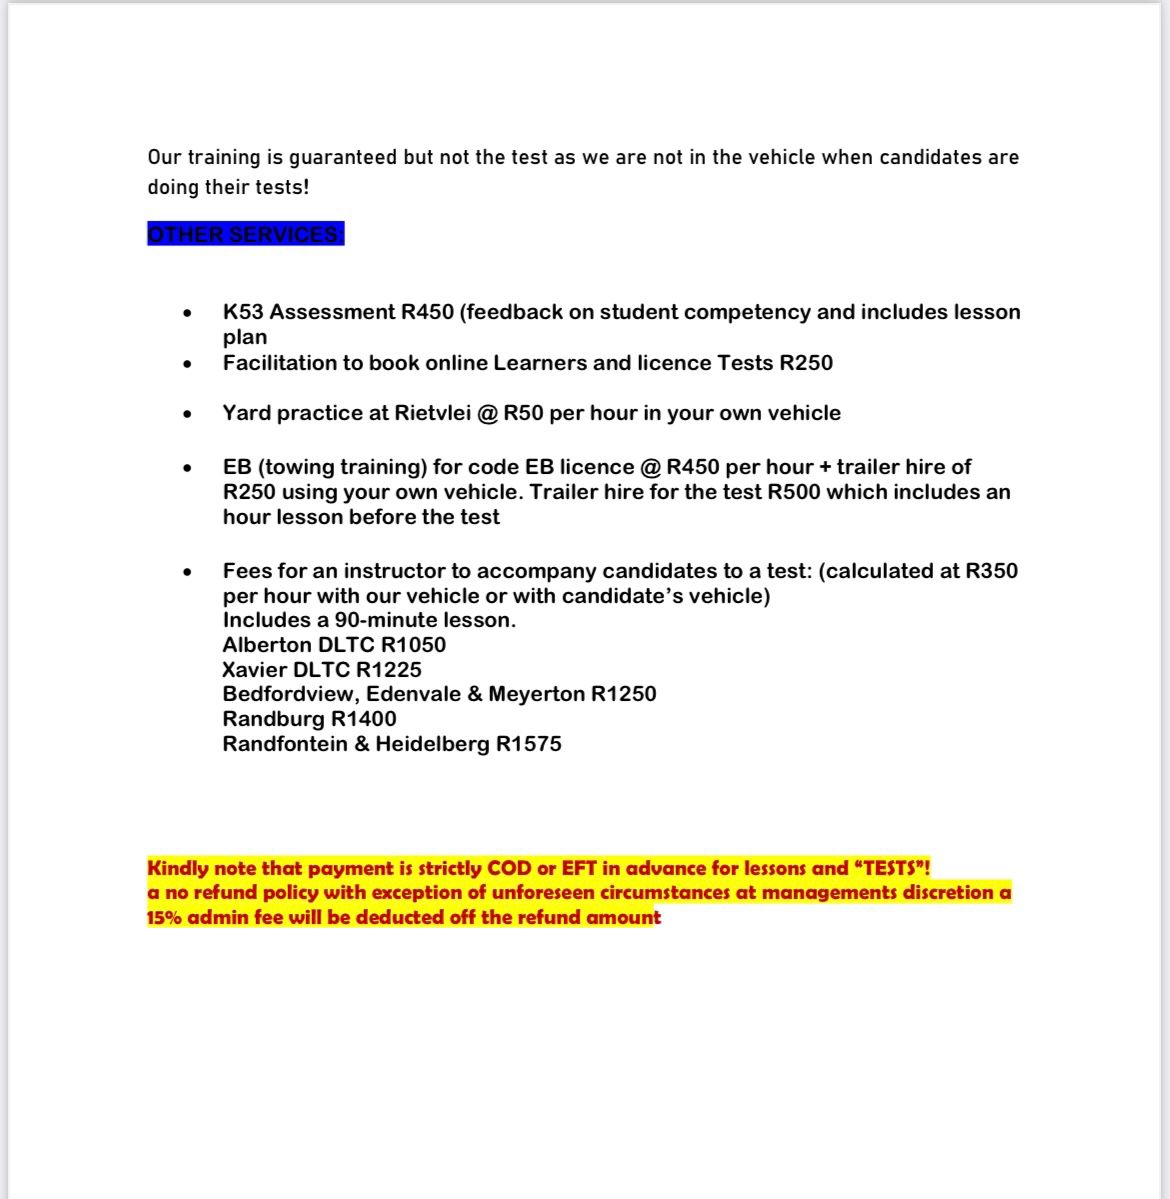 Our training is guaranteed but not the test as we are not in the vehicle when candidates are
doing their tests!
OTHER SERVICES:
• K53 Assessment R450 (feedback on student competency and includes lesson
plan
• Facilitation to book online Learners and licence Tests R250
• Yard practice at Rietvlei @ R50 per hour in your own vehicle
• EB (towing training) for code EB licence @ R450 per hour + trailer hire of
R250 using your own vehicle. Trailer hire for the test R500 which includes an
hour lesson before the test
• Fees for an instructor to accompany candidates to a test: (calculated at R350
per hour with our vehicle or with candidate’s vehicle)
Includes a 90-minute lesson.
Alberton DLTC R1050
Xavier DLTC R1225
Bedfordview, Edenvale & Meyerton R1250
Randburg R1400
Randfontein & Heidelberg R1575
Kindly note that payment is strictly COD or EFT in advance for lessons and “TESTS”!
a no refund policy with exception of unforeseen circumstances at managements discretion a
15% admin fee will be deducted off the refund amount